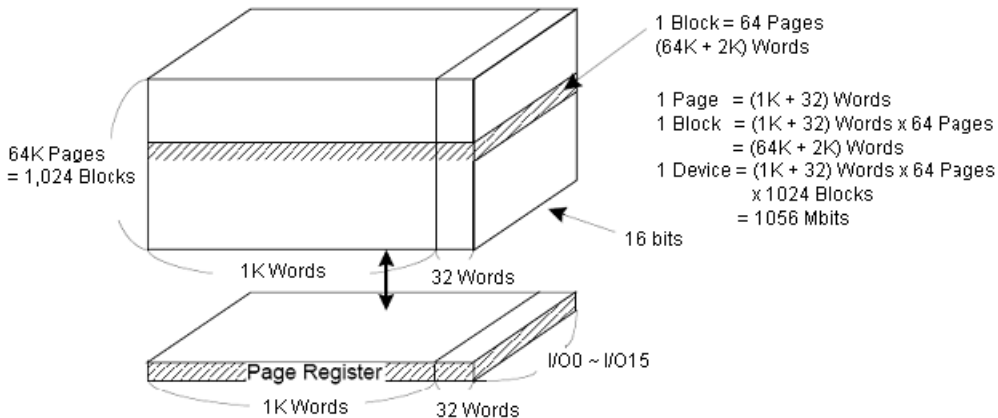 1 Block = 64 Pages
(64K + 2K) Words
1 Page = (1K + 32) Words
1 Block = (1K + 32) Words x 64 Pages
= (64K + 2K) Words
1 Device = (1K + 32) Words x 64 Pages
x 1024 Blocks
= 1056 Mbits
64K Pages
= 1,024 Blocks
16 bits
1K Words
32 Words
I/O0 ~ I/O15
Page Register
1K Words
32 Words